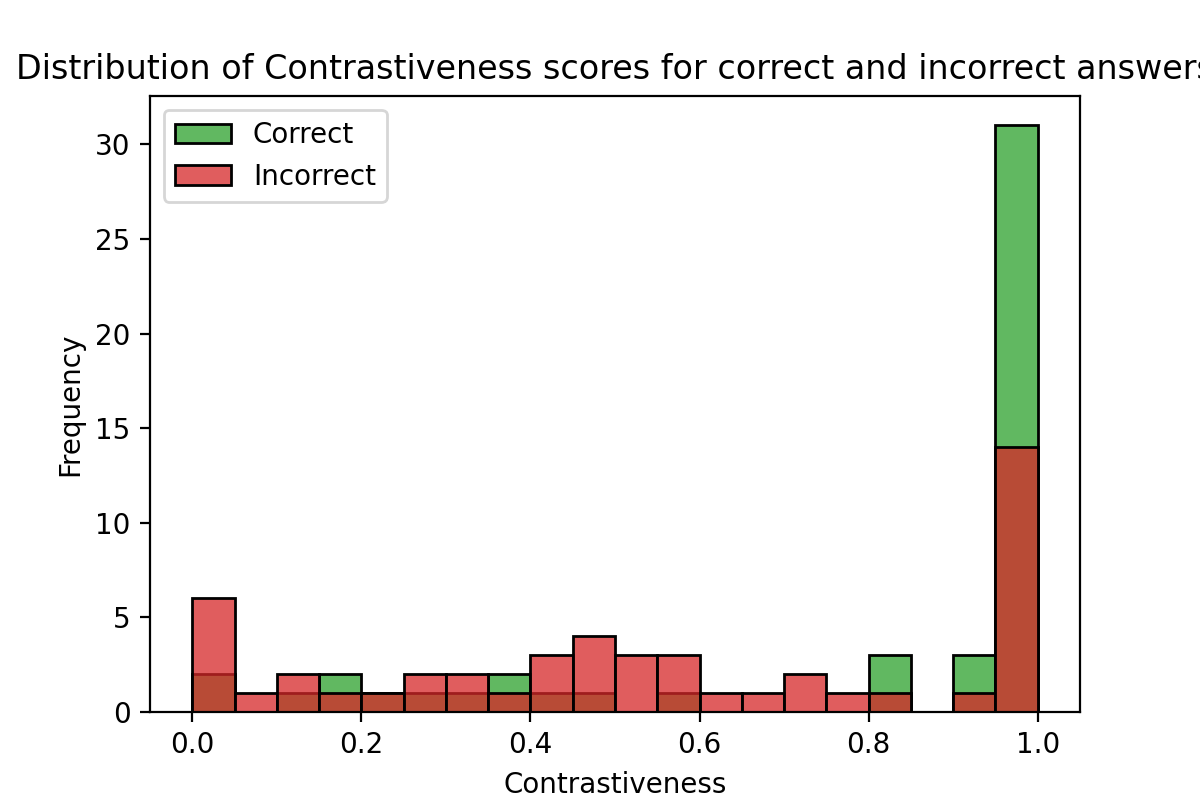 Distribution of Contrastiveness scores for correct and incorrect answers
Correct
Incorrect
30
25
20
15
10
5
0
Frequency
0.0 0.2 0.4 0.6 0.8 1.0
Contrastiveness